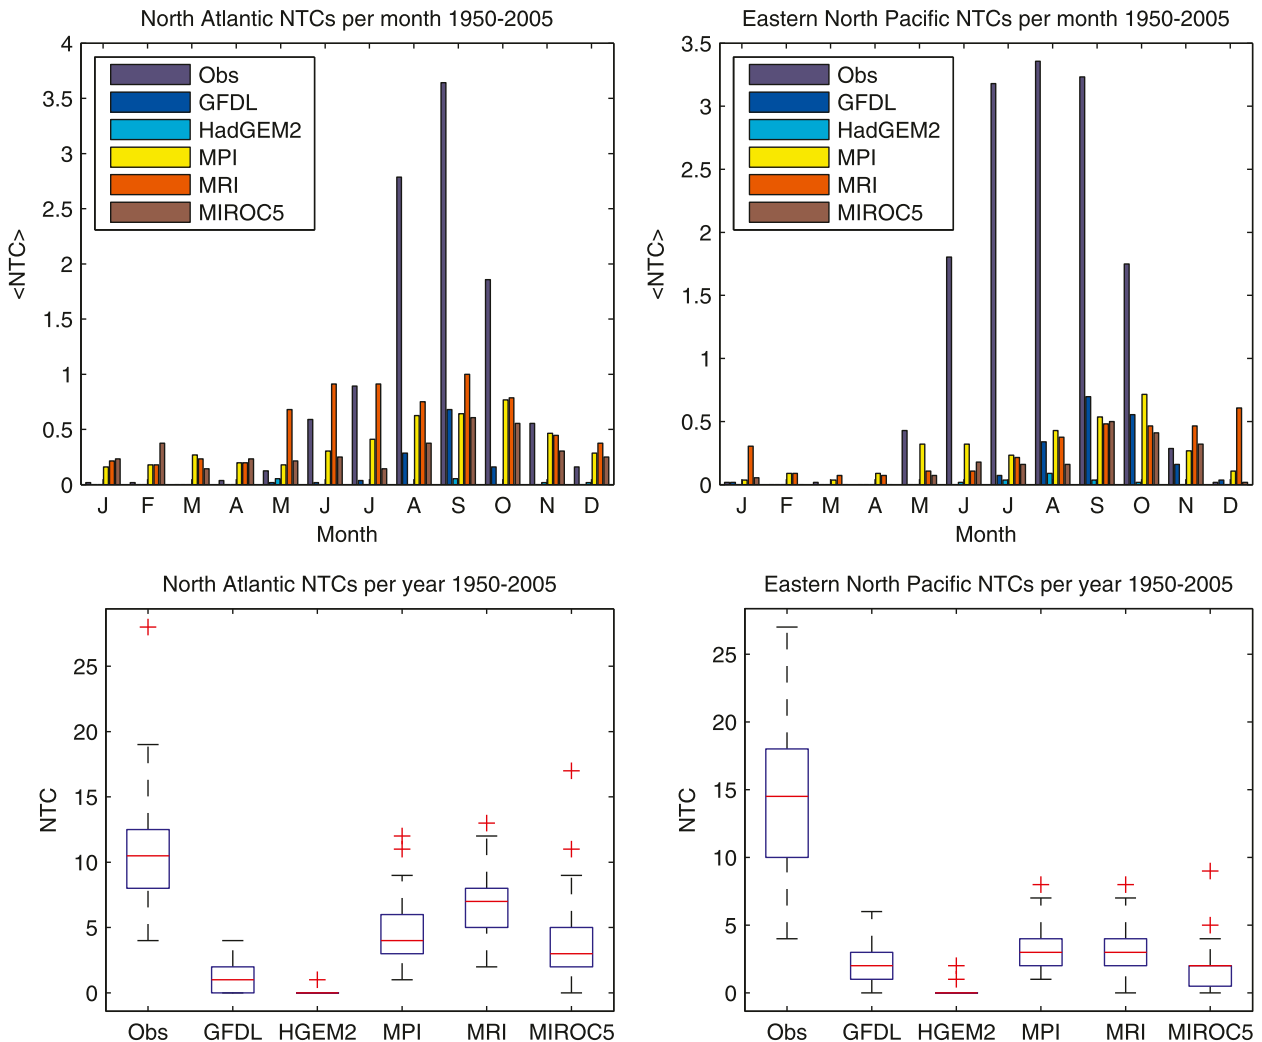 North Atlantic NTCs per month 1950-2005
4
3.5
3
2.5
2
1.5
1
0.5
0
<NTC>
Obs
GFDL
HadGEM2
MPI
MRI
MIROC5
J F M A M J J A S O N D
Month
Eastern North Pacific NTCs per month 1950-2005
3.5
3
2.5
2
1.5
1
0.5
0
<NTC>
Obs
GFDL
HadGEM2
MPI
MRI
MIROC5
J F M A M J J A S O N D
Month
North Atlantic NTCs per year 1950-2005
25
20
15
10
5
0
NTC
Obs GFDL HGEM2 MPI MRI MIROC5
Eastern North Pacific NTCs per year 1950-2005
25
20
15
10
5
0
NTC
Obs GFDL HGEM2 MPI MRI MIROC5